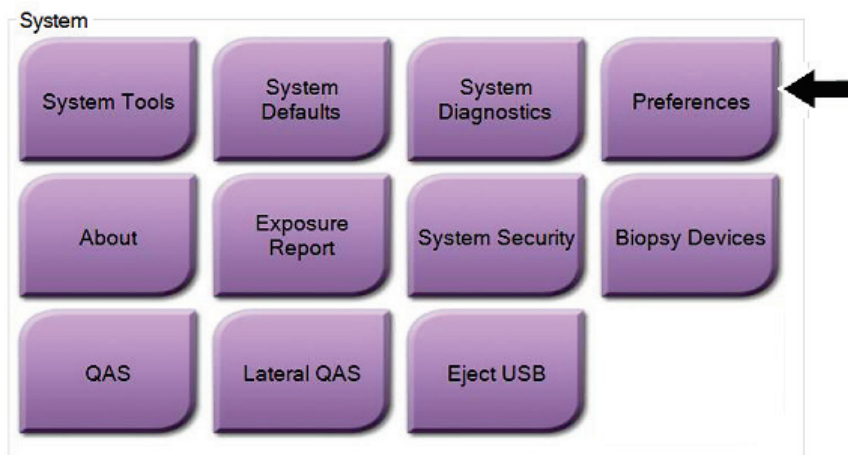 System
System Tools
System
Defaults
System
Diagnostics
Preferences
About
Exposure
Report
System Security
Biopsy Devices
QAS
Lateral QAS
Eject USB